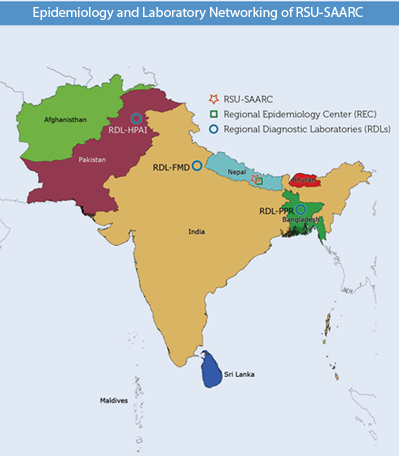 Epidemiology and Laboratory Networking of RSU-SAARC
RSU-SAARC
Regional Epidemiology Center (REC)
Regional Diagnostic Laboratories (RDLs)
Afghanisthan
RDL-HPAI
Pakistan
RDL-FMD
Nepal
Bhutan
RDL-PPR
Bangladesh
India
Sri Lanka
Maldives